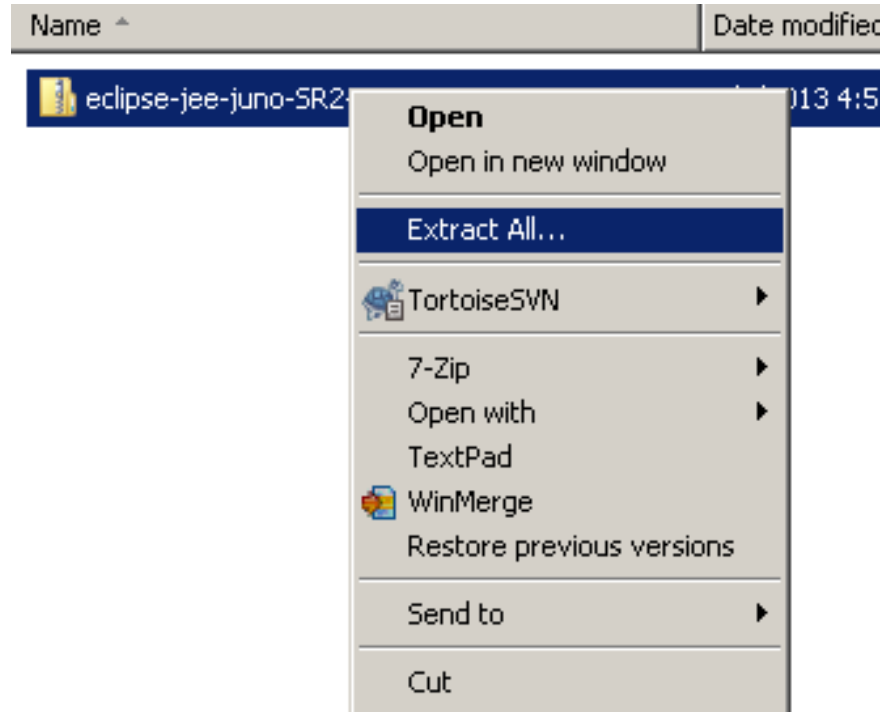 Name Date modified
eclipse-jee-juno-SR2- 013 4:5
Open
Open in new window
Extract All...
TortoiseSVN
7-Zip
Open with
TextPad
WinMerge
Restore previous versions
Send to
Cut